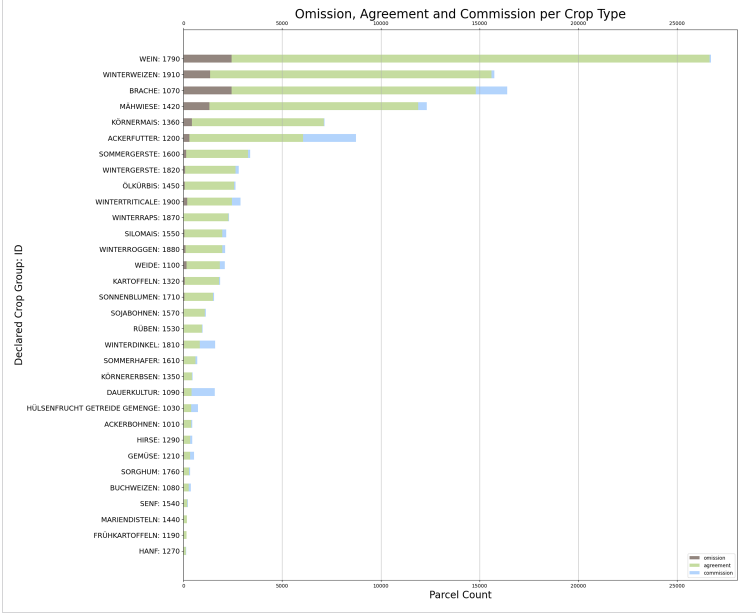 Omission, Agreement and Commission per Crop Type
0 5000 10000 15000 20000 25000
WEIN: 1790
WINTERWEIZEN: 1910
BRACHE: 1070
MÄHWIESE: 1420
KÖRNERMAIS: 1360
ACKERFUTTER: 1200
SOMMERGERSTE: 1600
WINTERGERSTE: 1820
ÖLKÜRBIS: 1450
WINTERTRITICALE: 1900
WINTERRAPS: 1870
SILOMAIS: 1550
WINTERROGGEN: 1880
WEIDE: 1100
KARTOFFELN: 1320
SONNENBLUMEN: 1710
SOJABOHNEN: 1570
RÜBEN: 1530
WINTERDINKEL: 1810
SOMMERHAFER: 1610
KÖRNERERBSEN: 1350
DAUERKULTUR: 1090
HÜLSENFRUCHT GETREIDE GEMENGE: 1030
ACKERBOHNEN: 1010
HIRSE: 1290
GEMÜSE: 1210
SORGHUM: 1760
BUCHWEIZEN: 1080
SENF: 1540
MARIENDISTELN: 1440
FRÜHKARTOFFELN: 1190
HANF: 1270
Declared Crop Group: ID
omission
agreement
commission
0 5000 10000 15000 20000 25000
Parcel Count